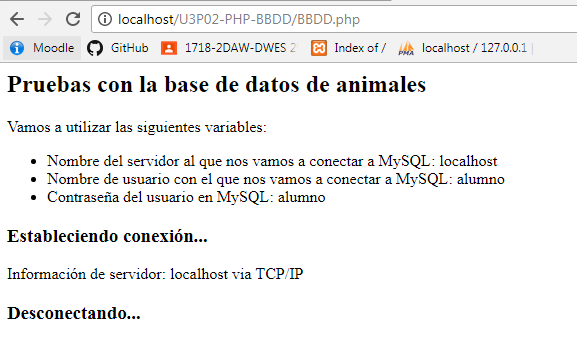 localhost/U3P02-PHP-BBDD/BBDD.php
Moodle GitHub 1718-2DAW-DWES 2 Index of / localhost / 127.0.0.1 |
Pruebas con la base de datos de animales
Vamos a utilizar las siguientes variables:
• Nombre del servidor al que nos vamos a conectar a MySQL: localhost
• Nombre de usuario con el que nos vamos a conectar a MySQL: alumno
• Contraseña del usuario en MySQL: alumno
Estableciendo conexión...
Información de servidor: localhost via TCP/IP
Desconectando...